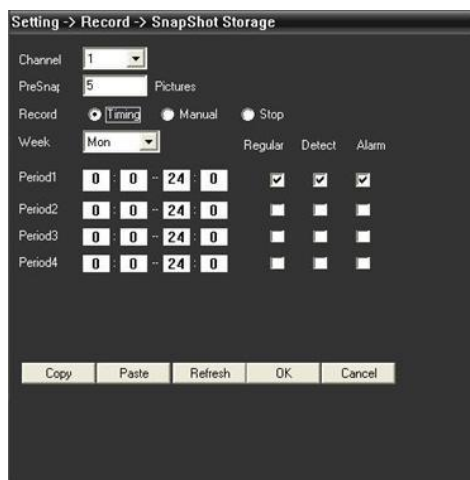 Setting -> Record -> SnapShot Storage
Channel 1
PreSnap 5 Pictures
Record Timing Manual Stop
Week Mon Regular Detect Alarm
Period1 0 : 0 - 24 : 0
Period2 0 : 0 - 24 : 0
Period3 0 : 0 - 24 : 0
Period4 0 : 0 - 24 : 0
Copy Paste Refresh OK Cancel